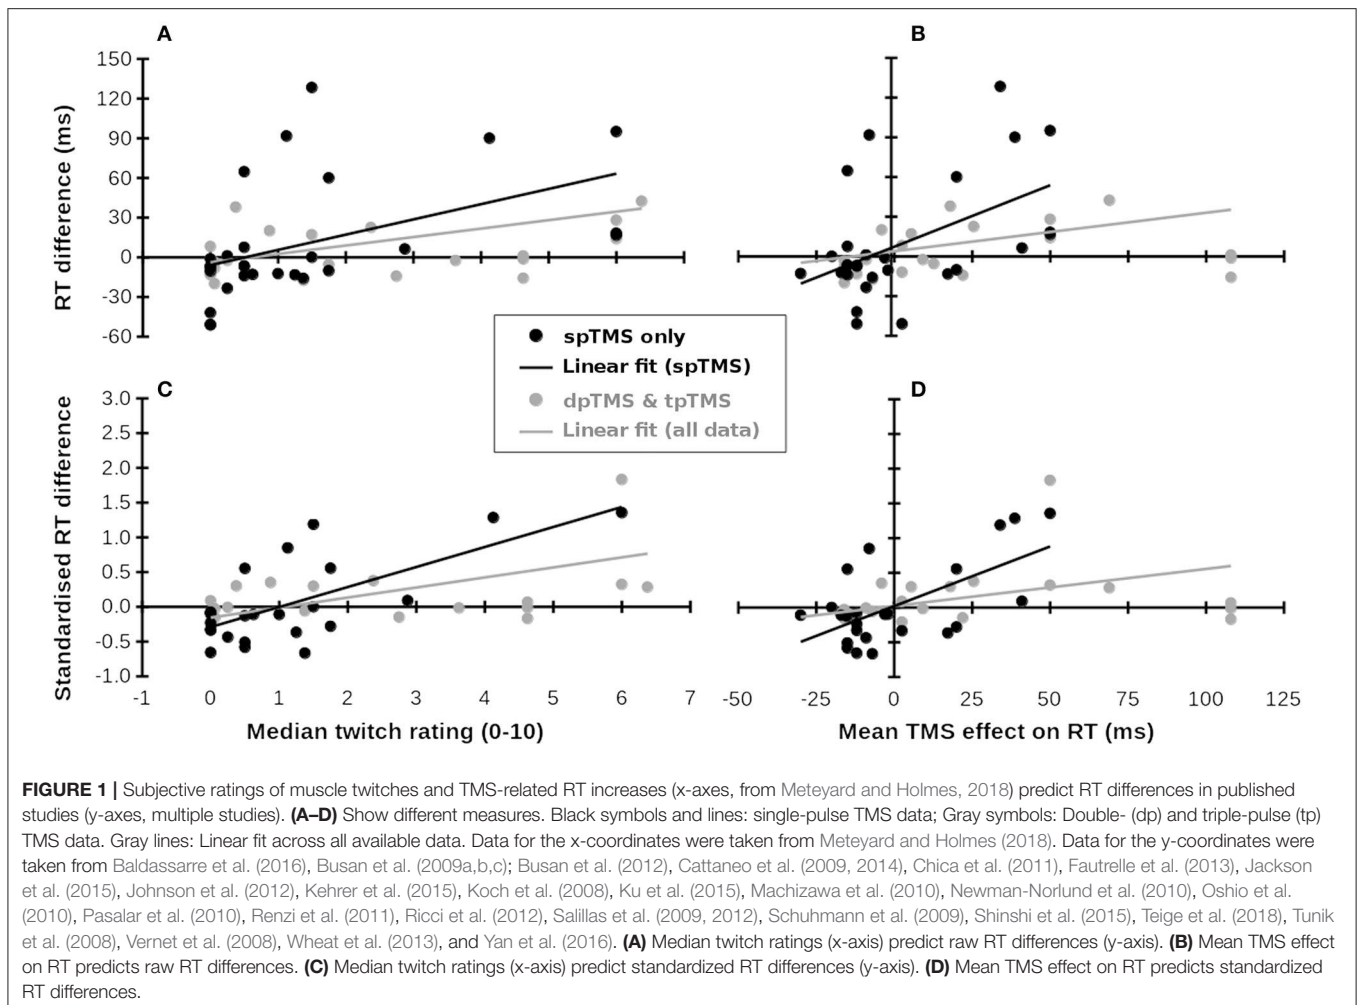 A
B
150
120
90
60
30
0
-30
-60
RT difference (ms)
spTMS only
Linear fit (spTMS)
dpTMS & tpTMS
Linear fit (all data)
C
D
3.0
2.5
2.0
1.5
1.0
0.5
0.0
-0.5
-1.0
Standardised RT difference
-1 0 1 2 3 4 5 6 7
-50 -25 0 25 50 75 100 125
Median twitch rating (0-10)
Mean TMS effect on RT (ms)
FIGURE 1 | Subjective ratings of muscle twitches and TMS-related RT increases (x-axes, from Meteyard and Holmes, 2018) predict RT differences in published
studies (y-axes, multiple studies). (A–D) Show different measures. Black symbols and lines: single-pulse TMS data; Gray symbols: Double- (dp) and triple-pulse (tp)
TMS data. Gray lines: Linear fit across all available data. Data for the x-coordinates were taken from Meteyard and Holmes (2018). Data for the y-coordinates were
taken from Baldassarre et al. (2016), Busan et al. (2009a,b,c); Busan et al. (2012), Cattaneo et al. (2009, 2014), Chica et al. (2011), Fautrelle et al. (2013), Jackson
et al. (2015), Johnson et al. (2012), Kehrer et al. (2015), Koch et al. (2008), Ku et al. (2015), Machizawa et al. (2010), Newman-Norlund et al. (2010), Oshio et al.
(2010), Pasalar et al. (2010), Renzi et al. (2011), Ricci et al. (2012), Salillas et al. (2009, 2012), Schuhmann et al. (2009), Shinshi et al. (2015), Teige et al. (2018), Tunik
et al. (2008), Vernet et al. (2008), Wheat et al. (2013), and Yan et al. (2016). (A) Median twitch ratings (x-axis) predict raw RT differences (y-axis). (B) Mean TMS effect
on RT predicts raw RT differences. (C) Median twitch ratings (x-axis) predict standardized RT differences (y-axis). (D) Mean TMS effect on RT predicts standardized
RT differences.